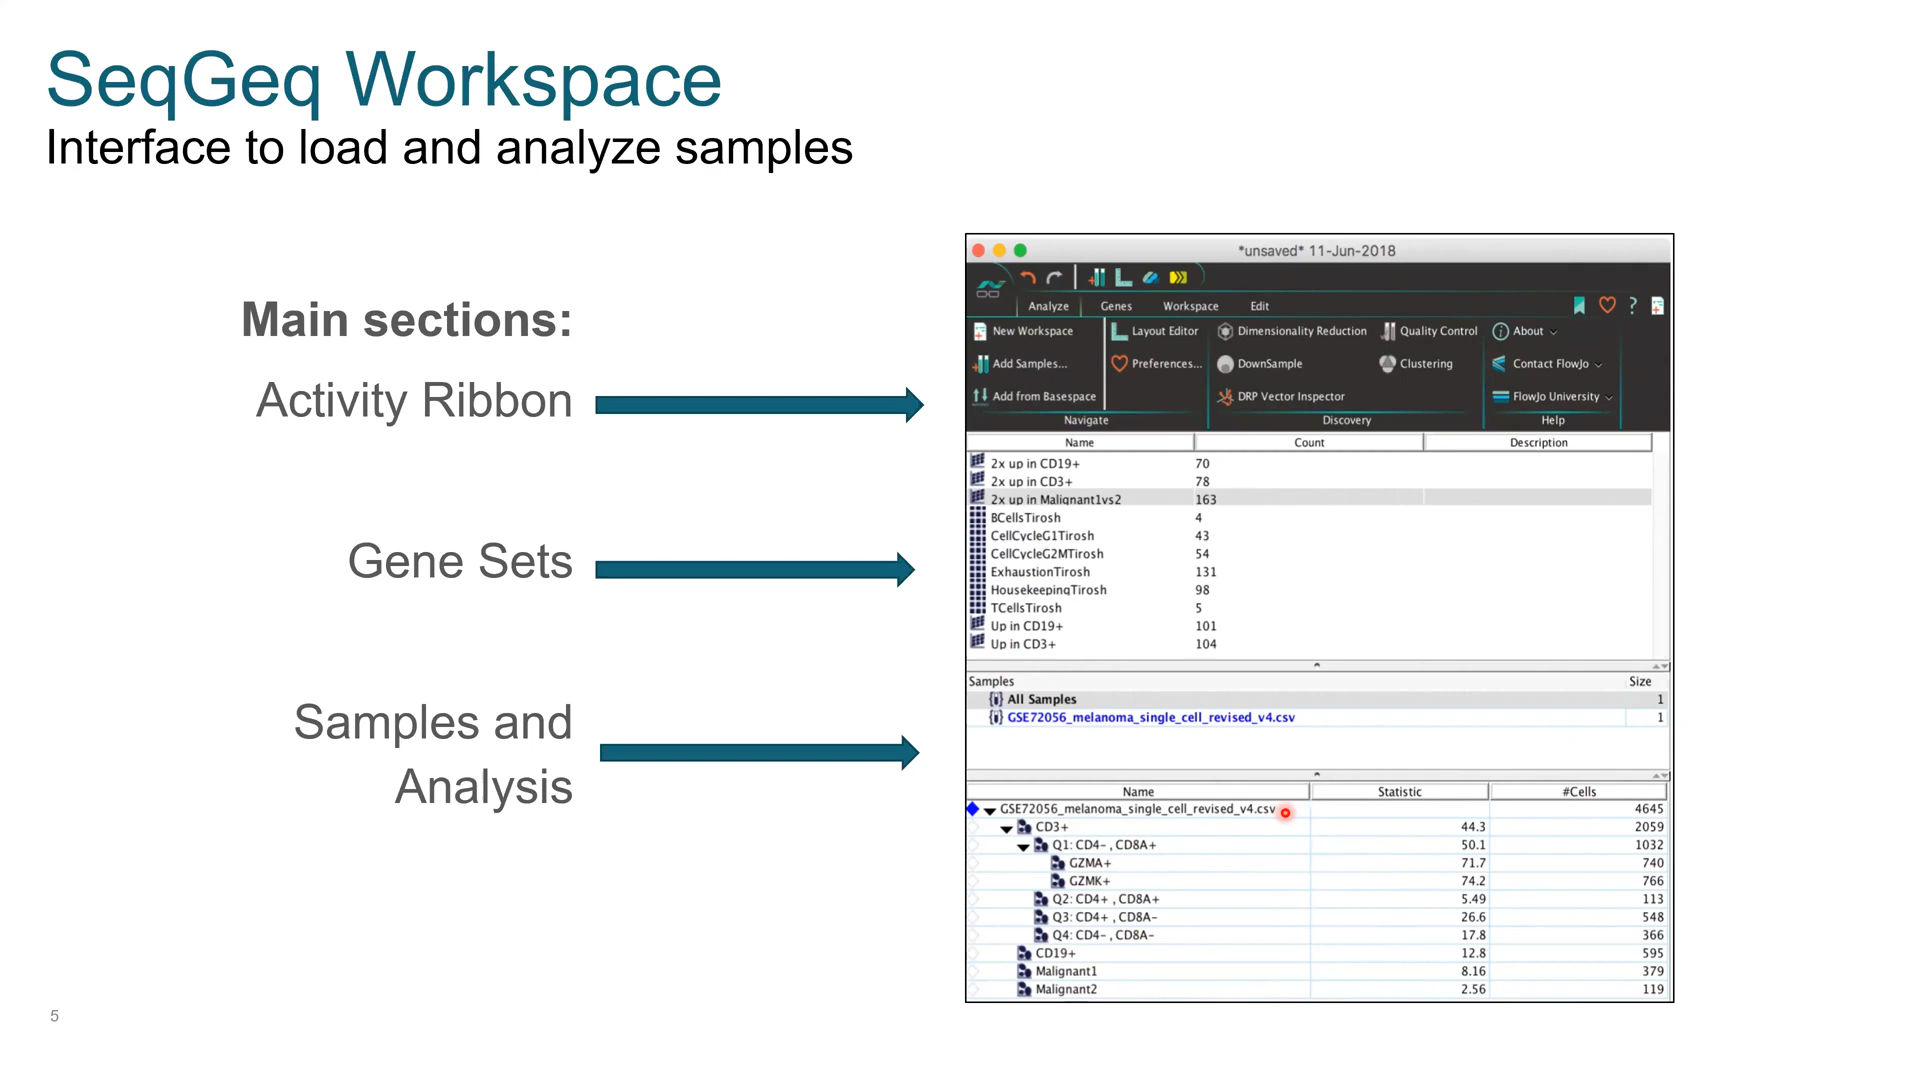 SeqGeq Workspace
Interface to load and analyze samples
Main sections:
Activity Ribbon
Gene Sets
Samples and
Analysis
5
*unsaved* 11-Jun-2018
Analyze Genes Workspace Edit ?
New Workspace Layout Editor Dimensionality Reduction Quality Control About
Add Samples... Preferences... DownSample Clustering Contact FlowJo
Add from Basespace DRP Vector Inspector FlowJo University
Navigate Discovery Help
Name Count Description
2x up in CD19+ 70
2x up in CD3+ 78
2x up in Malignant1vs2 163
BCellsTirosh 4
CellCycleG1Tirosh 43
CellCycleG2MTirosh 54
ExhaustionTirosh 131
HousekeepingTirosh 98
TCellsTirosh 5
Up in CD19+ 101
Up in CD3+ 104
Samples Size
All Samples 1
GSE72056_melanoma_single_cell_revised_v4.csv 1
Name Statistic #Cells
GSE72056_melanoma_single_cell_revised_v4.csv 4645
CD3+ 44.3 2059
Q1: CD4- , CD8A+ 50.1 1032
GZMA+ 71.7 740
GZMK+ 74.2 766
Q2: CD4+ , CD8A+ 5.49 113
Q3: CD4+ , CD8A- 26.6 548
Q4: CD4- , CD8A- 17.8 366
CD19+ 12.8 595
Malignant1 8.16 379
Malignant2 2.56 119